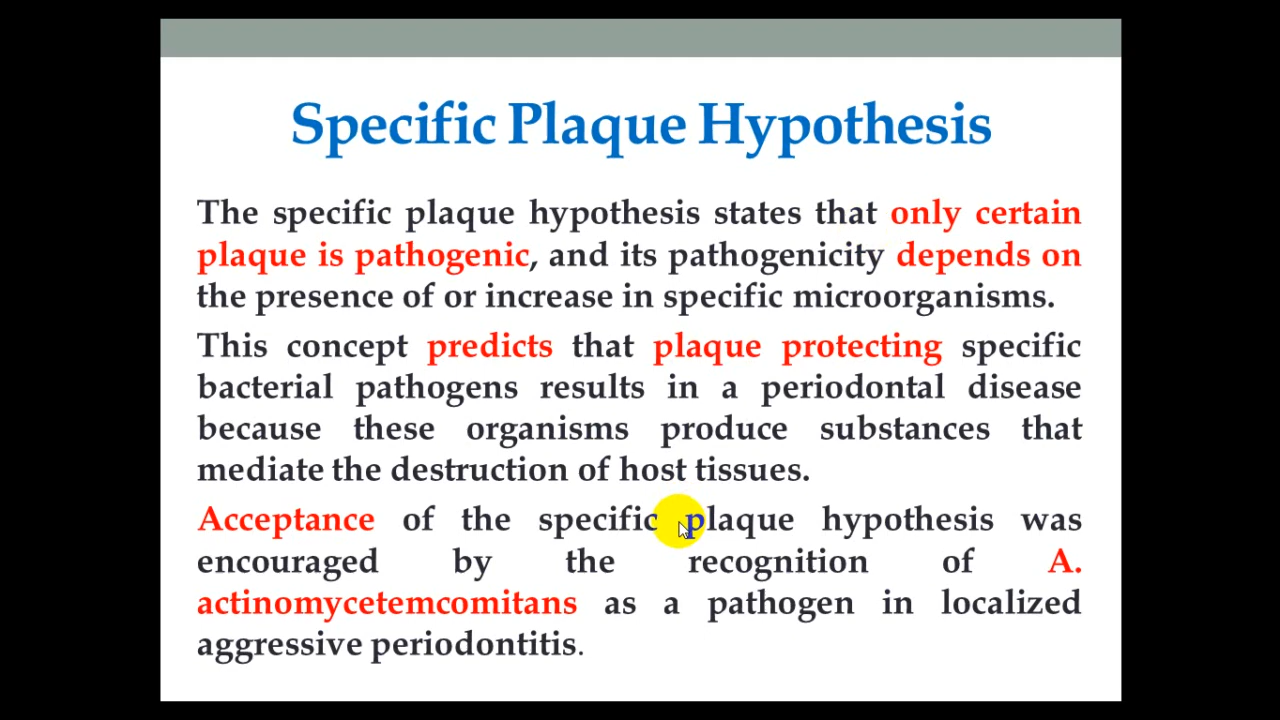 Specific Plaque Hypothesis
The specific plaque hypothesis states that only certain
plaque is pathogenic, and its pathogenicity depends on
the presence of or increase in specific microorganisms.
This concept predicts that plaque protecting specific
bacterial pathogens results in a periodontal disease
because these organisms produce substances that
mediate the destruction of host tissues.
Acceptance of the specific plaque hypothesis was
encouraged by the recognition of A.
actinomycetemcomitans as a pathogen in localized
aggressive periodontitis.